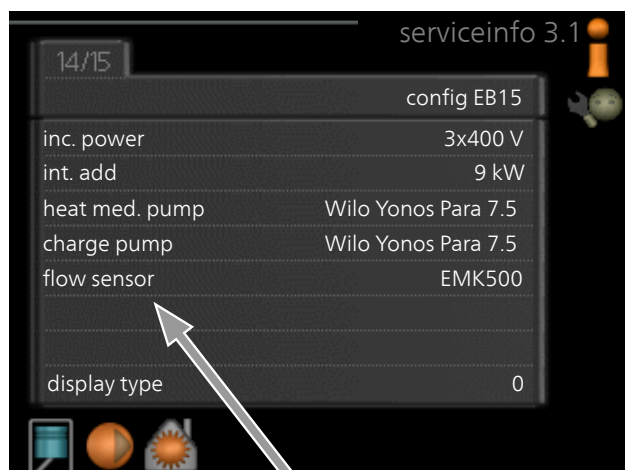 serviceinfo 3.1
14/15
config EB15
inc. power 3x400 V
int. add 9 kW
heat med. pump Wilo Yonos Para 7.5
charge pump Wilo Yonos Para 7.5
flow sensor EMK500
display type 0